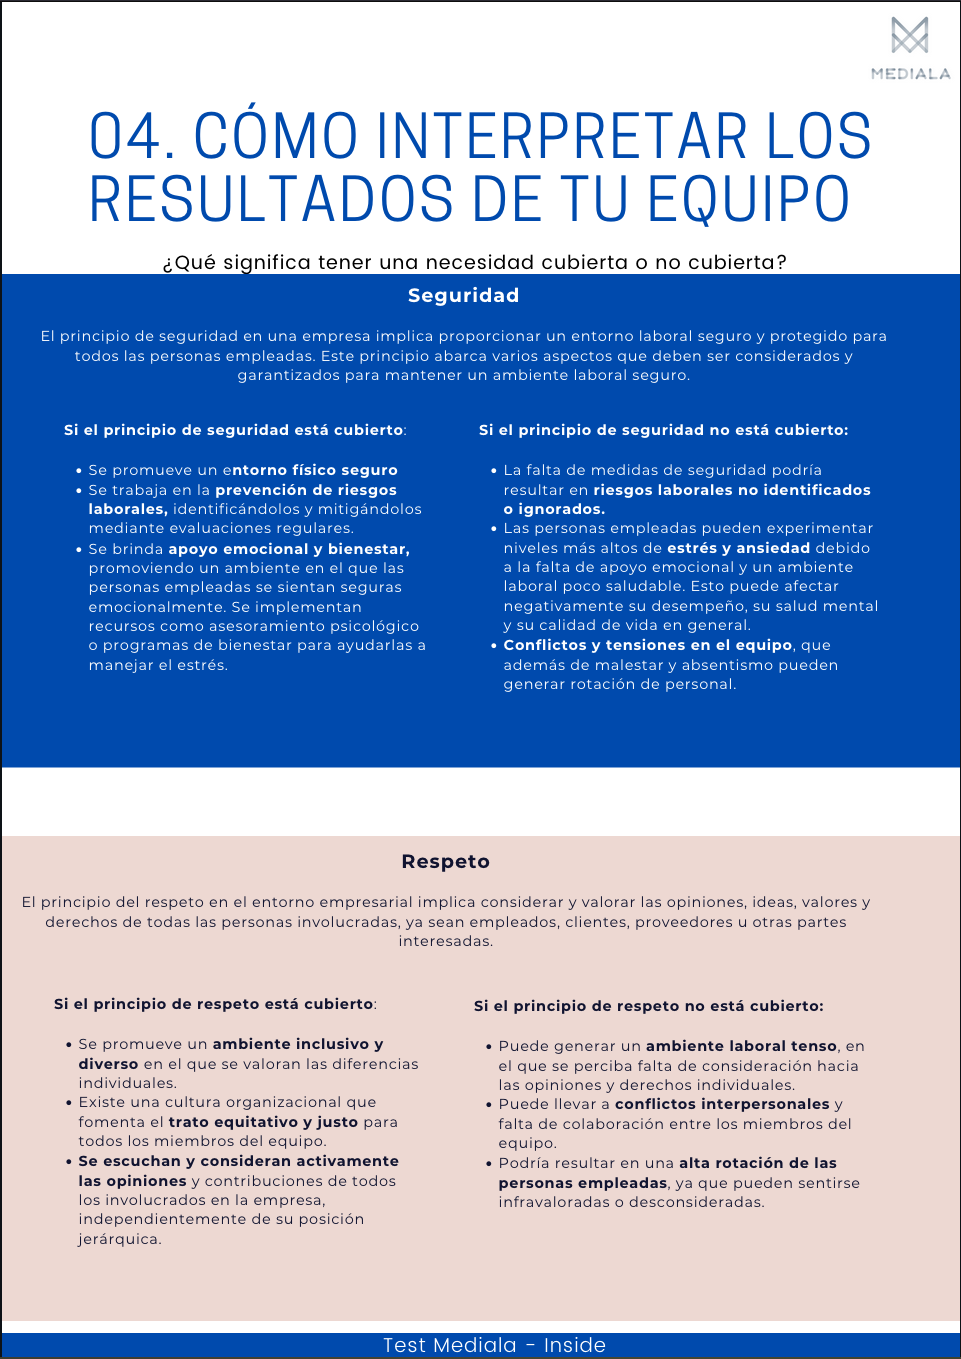 MEDIALA
04. CÓMO INTERPRETAR LOS
RESULTADOS DE TU EQUIPO
¿Qué significa tener una necesidad cubierta o no cubierta?
Seguridad
El principio de seguridad en una empresa implica proporcionar un entorno laboral seguro y protegido para
todos las personas empleadas. Este principio abarca varios aspectos que deben ser considerados y
garantizados para mantener un ambiente laboral seguro.
Si el principio de seguridad está cubierto:
• Se promueve un entorno físico seguro
• Se trabaja en la prevención de riesgos
laborales, identificándolos y mitigándolos
mediante evaluaciones regulares.
• Se brinda apoyo emocional y bienestar,
promoviendo un ambiente en el que las
personas empleadas se sientan seguras
emocionalmente. Se implementan
recursos como asesoramiento psicológico
o programas de bienestar para ayudarlas a
manejar el estrés.
Si el principio de seguridad no está cubierto:
• La falta de medidas de seguridad podría
resultar en riesgos laborales no identificados
o ignorados.
• Las personas empleadas pueden experimentar
niveles más altos de estrés y ansiedad debido
a la falta de apoyo emocional y un ambiente
laboral poco saludable. Esto puede afectar
negativamente su desempeño, su salud mental
y su calidad de vida en general.
• Conflictos y tensiones en el equipo, que
además de malestar y absentismo pueden
generar rotación de personal.
Respeto
El principio del respeto en el entorno empresarial implica considerar y valorar las opiniones, ideas, valores y
derechos de todas las personas involucradas, ya sean empleados, clientes, proveedores u otras partes
interesadas.
Si el principio de respeto está cubierto:
• Se promueve un ambiente inclusivo y
diverso en el que se valoran las diferencias
individuales.
• Existe una cultura organizacional que
fomenta el trato equitativo y justo para
todos los miembros del equipo.
• Se escuchan y consideran activamente
las opiniones y contribuciones de todos
los involucrados en la empresa,
independientemente de su posición
jerárquica.
Si el principio de respeto no está cubierto:
• Puede generar un ambiente laboral tenso, en
el que se perciba falta de consideración hacia
las opiniones y derechos individuales.
• Puede llevar a conflictos interpersonales y
falta de colaboración entre los miembros del
equipo.
• Podría resultar en una alta rotación de las
personas empleadas, ya que pueden sentirse
infravaloradas o desconsideradas.
Test Mediala - Inside